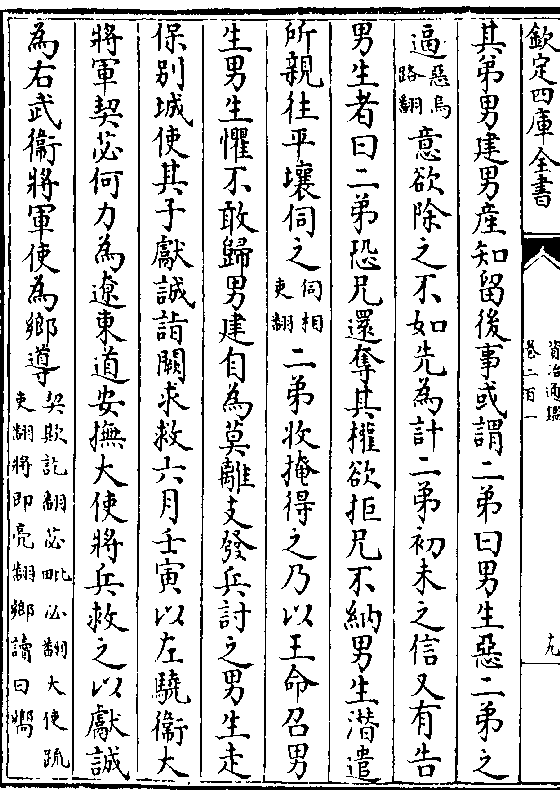 欽定四庫全書
資治通鑑
卷二百一
九
其弟男建男産知留後事或謂二弟曰男生惡二弟之
逼惡烏路翻意欲除之不如先為計二弟初未之信又有告
男生者曰二弟恐兄還奪其權欲拒兄不納男生潜遣
所親往平壤伺之伺相吏翻二弟收掩得之乃以王命召男
生男生懼不敢歸男建自為莫離支發兵討之男生走
保别城使其子獻誠詣闕求救六月壬寅以左驍衛大
將軍契苾何力為遼東道安撫大使將兵救之以獻誠
為右武衞將軍使為鄉導契欺訖翻苾毗必翻大使疏吏翻將即亮翻鄉讀曰嚮